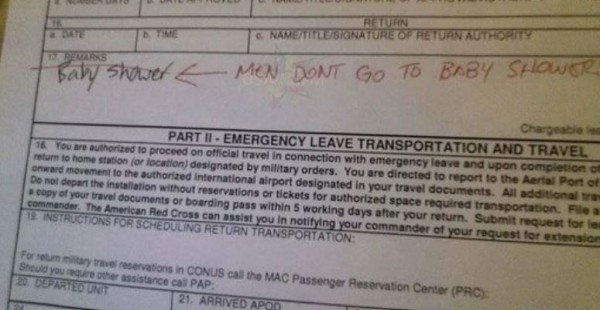 16. RETURN
a. DATE b. TIME c. NAME/TITLE/SIGNATURE OF RETURN AUTHORITY
17. REMARKS
Baby shower ← MEN DONT GO TO BABY SHOWERS
Chargeable
PART II - EMERGENCY LEAVE TRANSPORTATION AND TRAVEL
18. You are authorized to proceed on official travel in connection with emergency leave and upon completion of
return to home station (or location) designated by military orders. You are directed to report to the Aerial Port of
onward movement to the authorized international airport designated in your travel documents. All additional
Do not depart the installation without reservations or tickets for authorized space required transportation. File a
a copy of your travel documents or boarding pass within 5 working days after your return. Submit request for
commander. The American Red Cross can assist you in notifying your commander of your request for extension
19. INSTRUCTIONS FOR SCHEDULING RETURN TRANSPORTATION:
For return military travel reservations in CONUS call the MAC Passenger Reservation Center (PRC):
Should you require other assistance call PAP:
20. DEPARTED UNIT 21. ARRIVED APOD